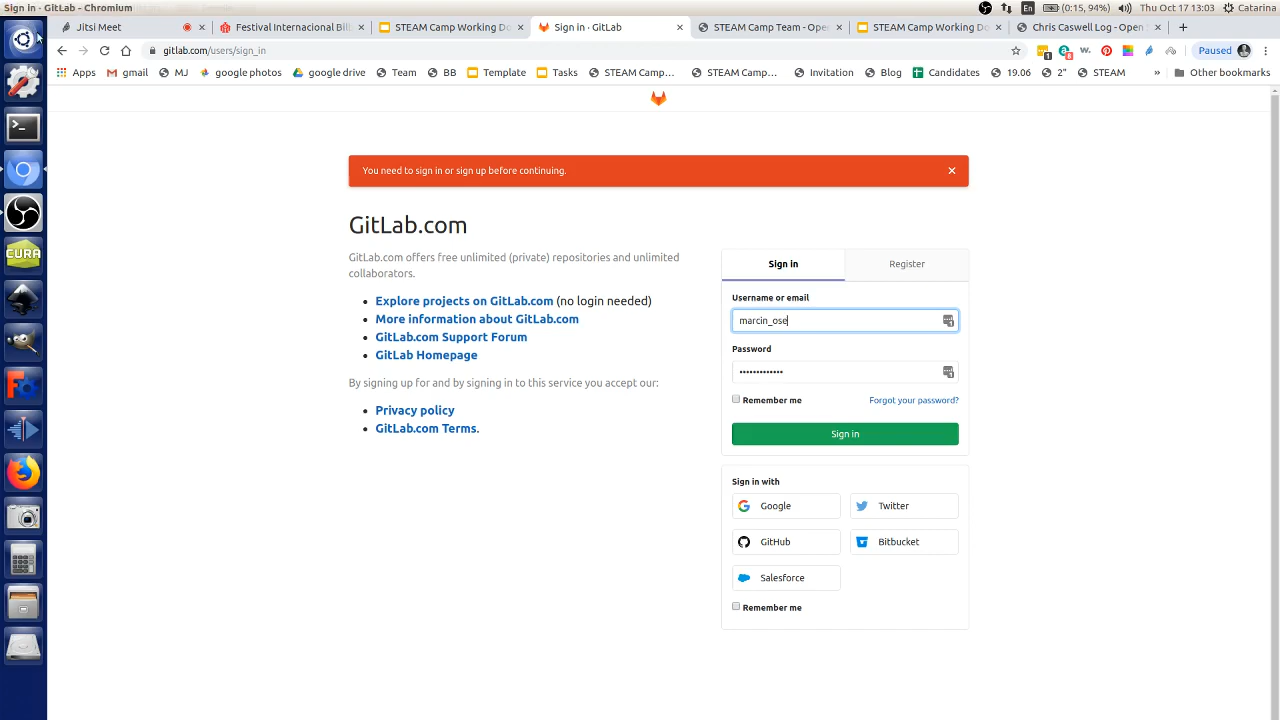 Sign in · GitLab - Chromium
En (0:15, 94%) Thu Oct 17 13:03 Catarina
Jitsi Meet
Festival Internacional Bill
STEAM Camp Working Do
Sign in · GitLab
STEAM Camp Team - Open
STEAM Camp Working Do
Chris Caswell Log - Open
gitlab.com/users/sign_in
Paused
Apps
gmail
MJ
google photos
google drive
Team
BB
Template
Tasks
STEAM Camp...
STEAM Camp...
Invitation
Blog
Candidates
19.06
2"
STEAM
»
Other bookmarks
You need to sign in or sign up before continuing.
GitLab.com
GitLab.com offers free unlimited (private) repositories and unlimited
collaborators.
Explore projects on GitLab.com (no login needed)
More information about GitLab.com
GitLab.com Support Forum
GitLab Homepage
By signing up for and by signing in to this service you accept our:
Privacy policy
GitLab.com Terms.
Sign in
Register
Username or email
marcin_ose
Password
•••••••••••••
Remember me
Forgot your password?
Sign in
Sign in with
Google
Twitter
GitHub
Bitbucket
Salesforce
Remember me
CURA